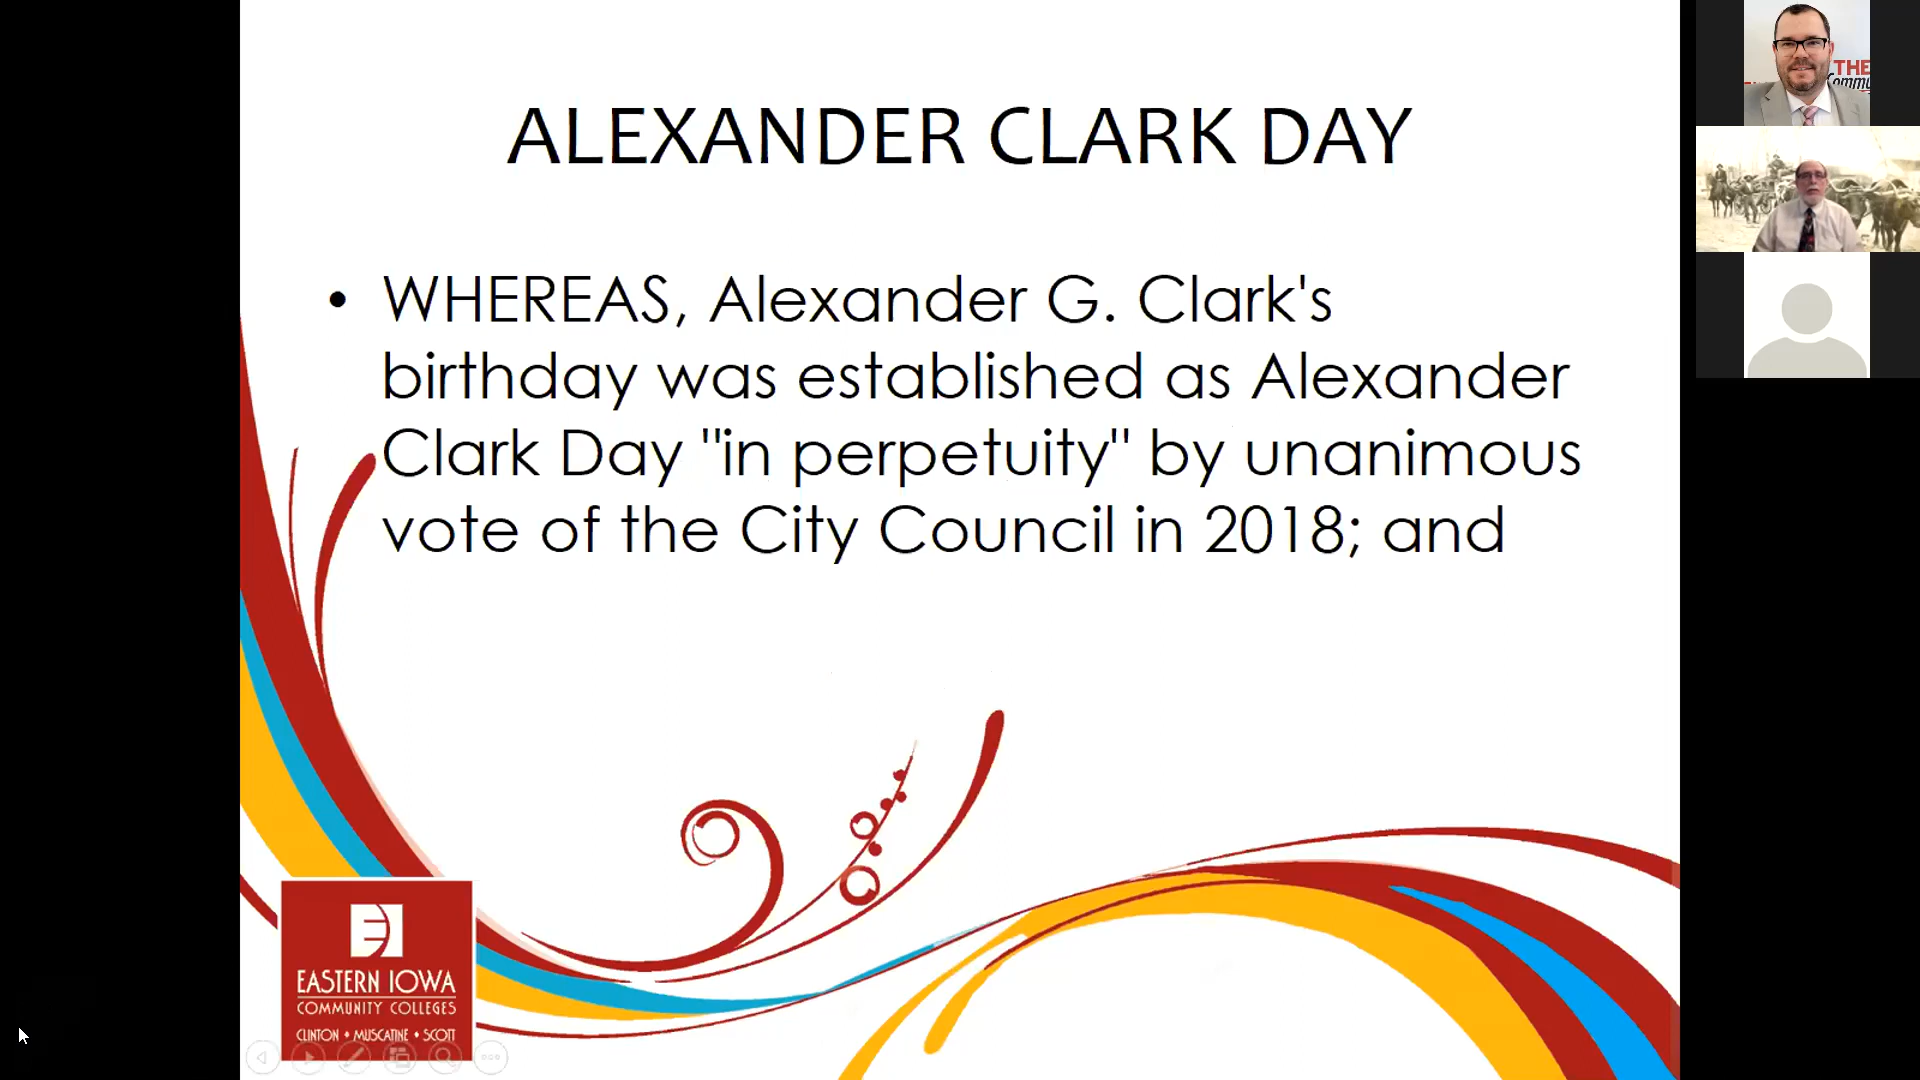 ALEXANDER CLARK DAY
• WHEREAS, Alexander G. Clark's
birthday was established as Alexander
Clark Day "in perpetuity" by unanimous
vote of the City Council in 2018; and
EASTERN IOWA
COMMUNITY COLLEGES
CLINTON • MUSCATINE • SCOTT
THE